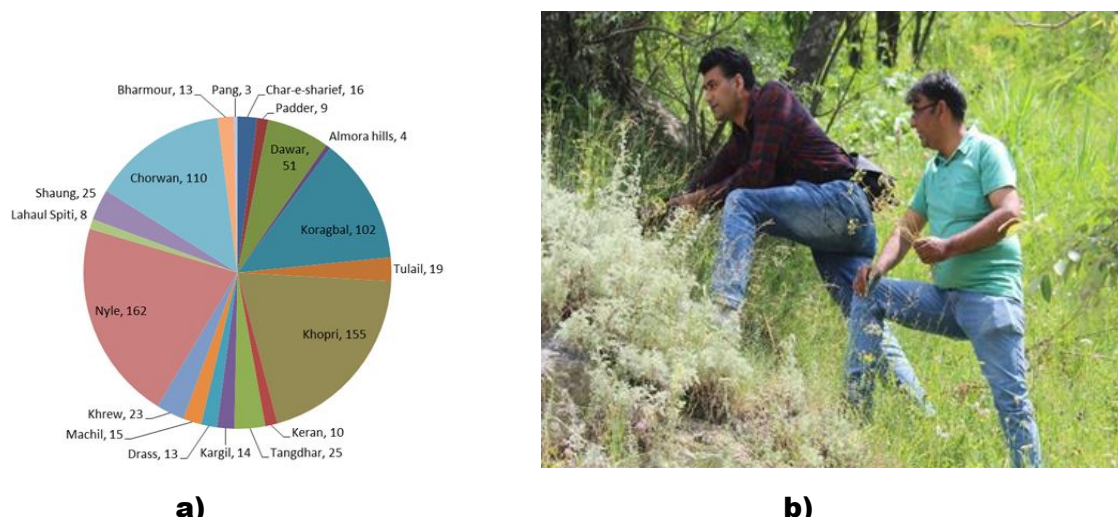 Bharmour, 13
Pang, 3
Char-e-sharief, 16
Padder, 9
Almora hills, 4
Dawar,
51
Chorwan, 110
Shaung, 25
Lahaul Spiti, 8
Koragbal, 102
Tulail, 19
Nyle, 162
Khopri, 155
Khrew, 23
Machil, 15
Drass, 13
Kargil, 14
Tangdhar, 25
Keran, 10
a)
b)